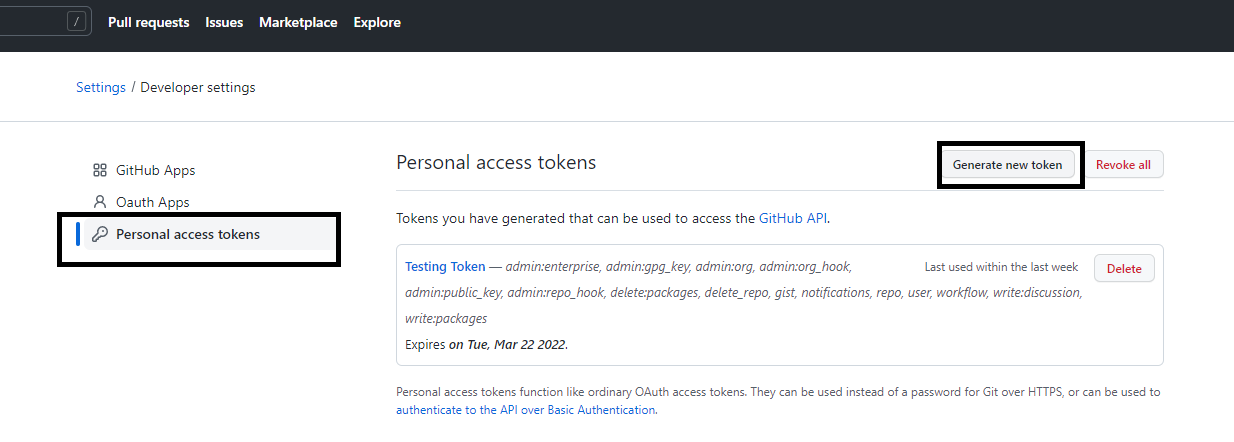 / Pull requests Issues Marketplace Explore
Settings / Developer settings
GitHub Apps
Oauth Apps
Personal access tokens
Personal access tokens
Generate new token Revoke all
Tokens you have generated that can be used to access the GitHub API.
Testing Token — admin:enterprise, admin:gpg_key, admin:org, admin:org_hook, Last used within the last week Delete
admin:public_key, admin:repo_hook, delete:packages, delete_repo, gist, notifications, repo, user, workflow, write:discussion,
write:packages
Expires on Tue, Mar 22 2022.
Personal access tokens function like ordinary OAuth access tokens. They can be used instead of a password for Git over HTTPS, or can be used to
authenticate to the API over Basic Authentication.